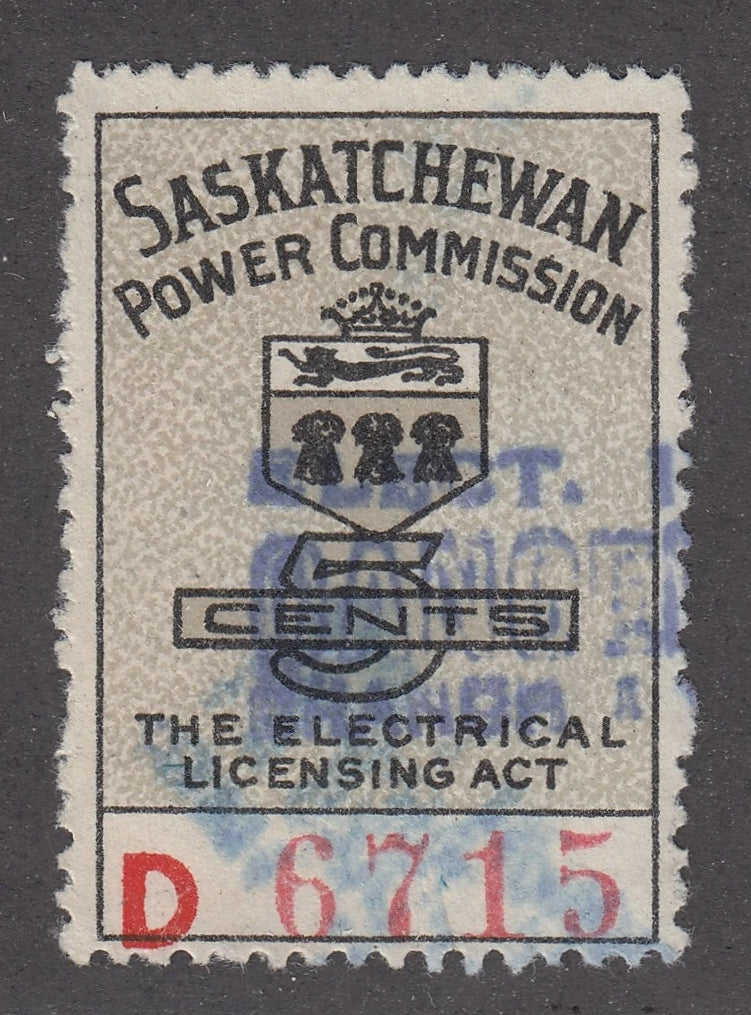 SASKATCHEWAN
POWER COMMISSION
5
CENTS
THE ELECTRICAL
LICENSING ACT
D 6715